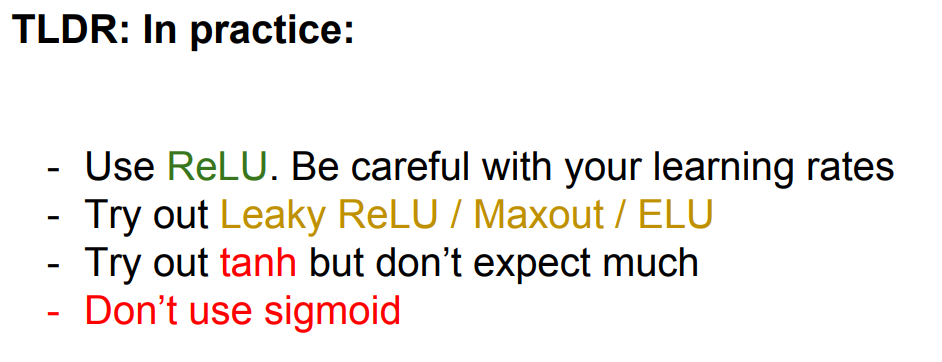 TLDR: In practice:
- Use ReLU. Be careful with your learning rates
- Try out Leaky ReLU / Maxout / ELU
- Try out tanh but don’t expect much
- Don’t use sigmoid